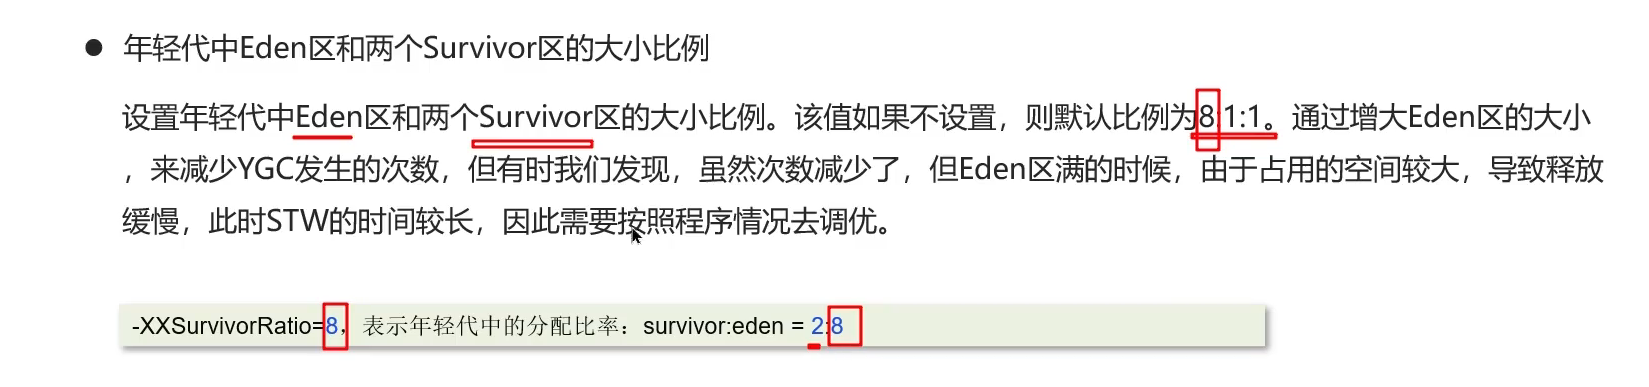 ● 年轻代中Eden区和两个Survivor区的大小比例
设置年轻代中Eden区和两个Survivor区的大小比例。该值如果不设置，则默认比例为8:1:1。通过增大Eden区的大小
，来减少YGC发生的次数，但有时我们发现，虽然次数减少了，但Eden区满的时候，由于占用的空间较大，导致释放
缓慢，此时STW的时间较长，因此需要按照程序情况去调优。
-XXSurvivorRatio=8，表示年轻代中的分配比率：survivor:eden = 2:8